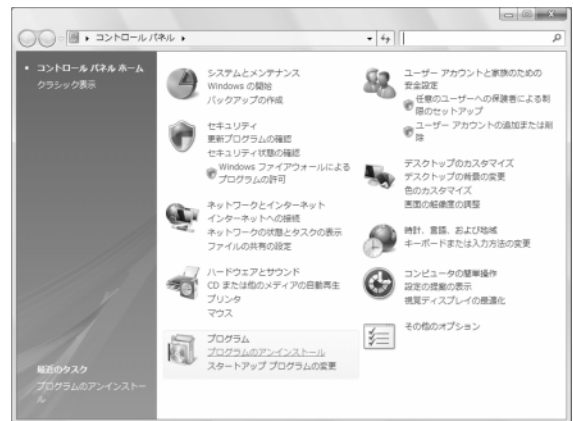 コントロール パネル
コントロール パネル ホーム
クラシック表示
システムとメンテナンス
Windows の開始
バックアップの作成
セキュリティ
更新プログラムの確認
セキュリティ状態の確認
Windows ファイアウォールによる
プログラムの許可
ネットワークとインターネット
インターネットへの接続
ネットワークの状態とタスクの表示
ファイルの共有の設定
ハードウェアとサウンド
CD または他のメディアの自動再生
プリンタ
マウス
プログラム
プログラムのアンインストール
スタートアップ プログラムの変更
ユーザー アカウントと家族のための
安全設定
任意のユーザーへの保護者による制
限のセットアップ
ユーザー アカウントの追加または削
除
デスクトップのカスタマイズ
デスクトップの背景の変更
色のカスタマイズ
画面の解像度の調整
時計、言語、および地域
キーボードまたは入力方法の変更
コンピュータの簡単操作
設定の提案の表示
視覚ディスプレイの最適化
その他のオプション
最近のタスク
プログラムのアンインストー
ル